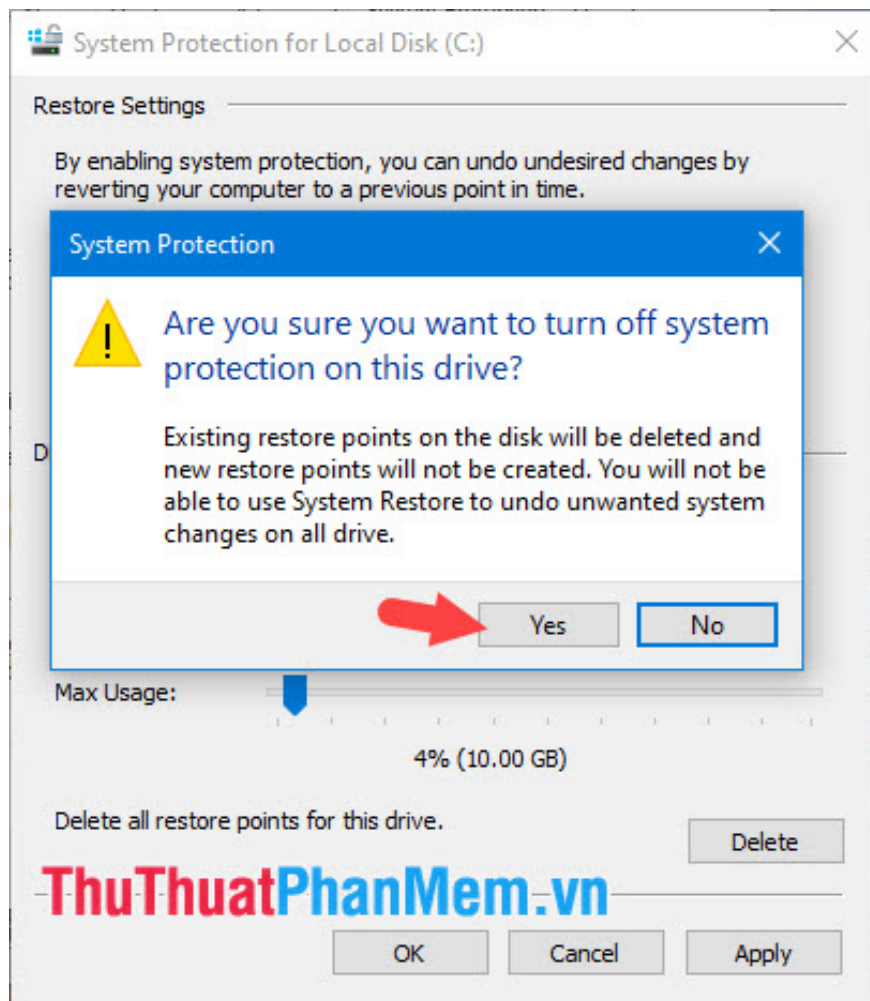 System Protection for Local Disk (C:)
Restore Settings
By enabling system protection, you can undo undesired changes by
reverting your computer to a previous point in time.
System Protection
Are you sure you want to turn off system
protection on this drive?
Existing restore points on the disk will be deleted and
new restore points will not be created. You will not be
able to use System Restore to undo unwanted system
changes on all drive.
D
Yes No
Max Usage:
4% (10.00 GB)
Delete all restore points for this drive.
Delete
ThuThuatPhanMem.vn
OK Cancel Apply